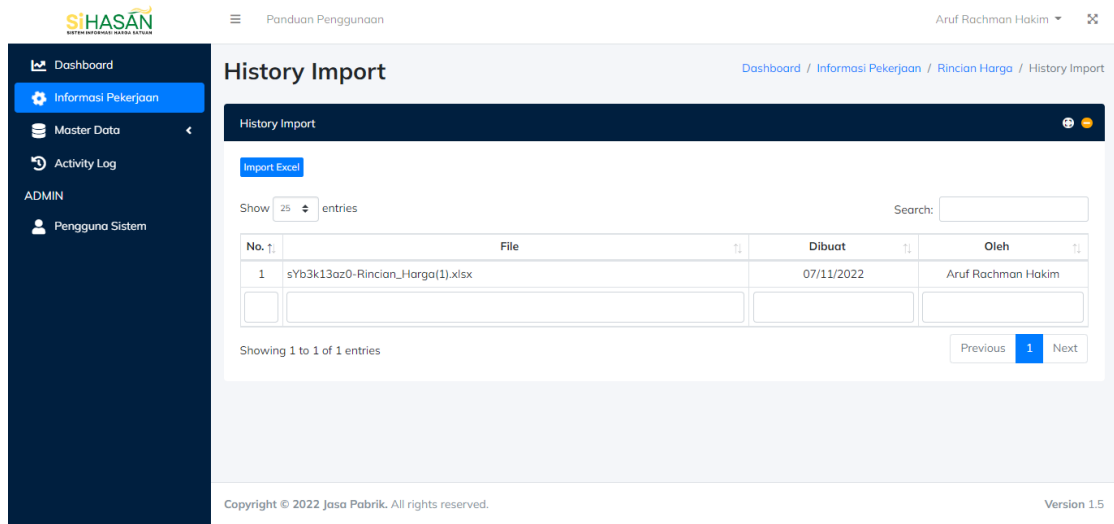 SiHASAN
SISTEM INFORMASI HARGA SATUAN
Panduan Penggunaan
Aruf Rachman Hakim
Dashboard
Informasi Pekerjaan
Master Data
Activity Log
ADMIN
Pengguna Sistem
History Import
Dashboard / Informasi Pekerjaan / Rincian Harga / History Import
History Import
Import Excel
Show 25 entries
Search:
No. File Dibuat Oleh
1 sYb3k13az0-Rincian_Harga(1).xlsx 07/11/2022 Aruf Rachman Hakim
Showing 1 to 1 of 1 entries
Previous 1 Next
Copyright © 2022 Jasa Pabrik. All rights reserved.
Version 1.5